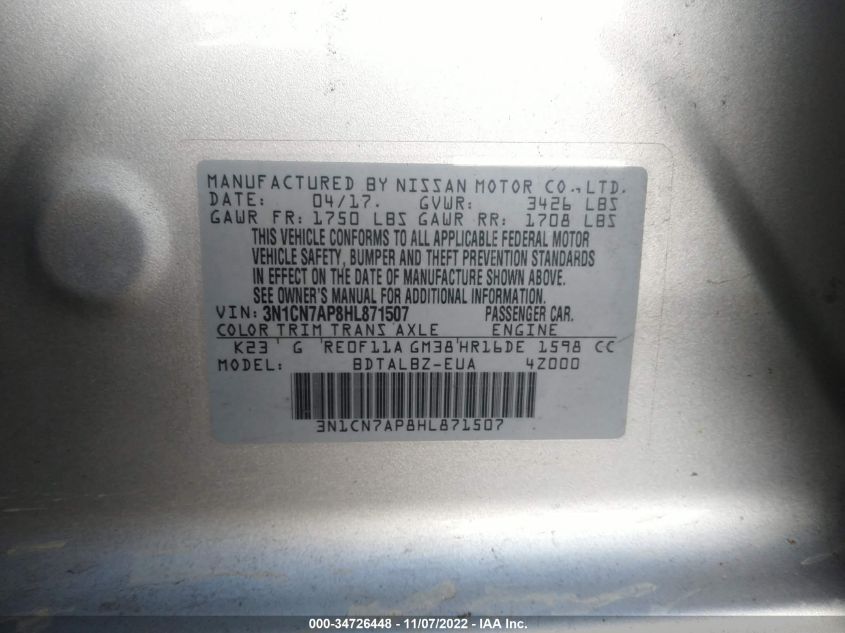 MANUFACTURED BY NISSAN MOTOR CO., LTD.
DATE: 04/17. GVWR: 3426 LBS
GAWR FR: 1750 LBS GAWR RR: 1708 LBS
THIS VEHICLE CONFORMS TO ALL APPLICABLE FEDERAL MOTOR
VEHICLE SAFETY, BUMPER AND THEFT PREVENTION STANDARDS
IN EFFECT ON THE DATE OF MANUFACTURE SHOWN ABOVE.
SEE OWNER'S MANUAL FOR ADDITIONAL INFORMATION.
VIN: 3N1CN7AP8HL871507 PASSENGER CAR.
COLOR TRIM TRANS AXLE ENGINE
K23 ' G 'RE0F11A GM38'HR16DE 1598 CC
MODEL: BDTALBZ-EUA 4Z000
3N1CN7AP8HL871507
000-34726448 - 11/07/2022 - IAA Inc.